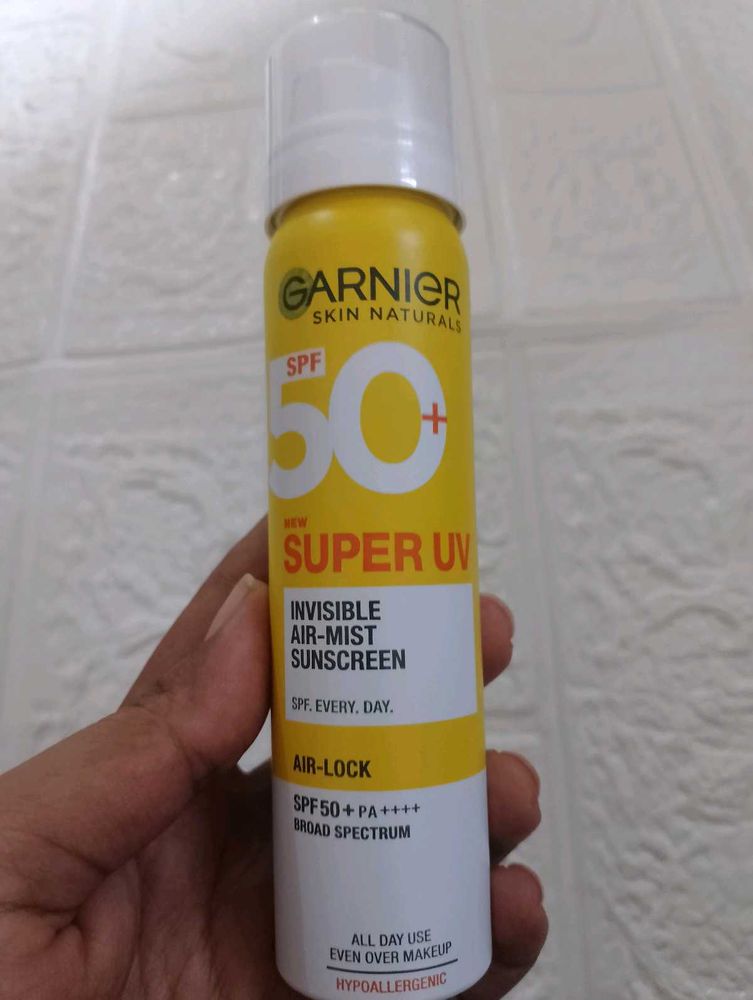 GARNIER
SKIN NATURALS
SPF
50+
NEW
SUPER UV
INVISIBLE
AIR-MIST
SUNSCREEN
SPF. EVERY. DAY.
AIR-LOCK
SPF50+ PA++++
BROAD SPECTRUM
ALL DAY USE
EVEN OVER MAKEUP
HYPOALLERGENIC